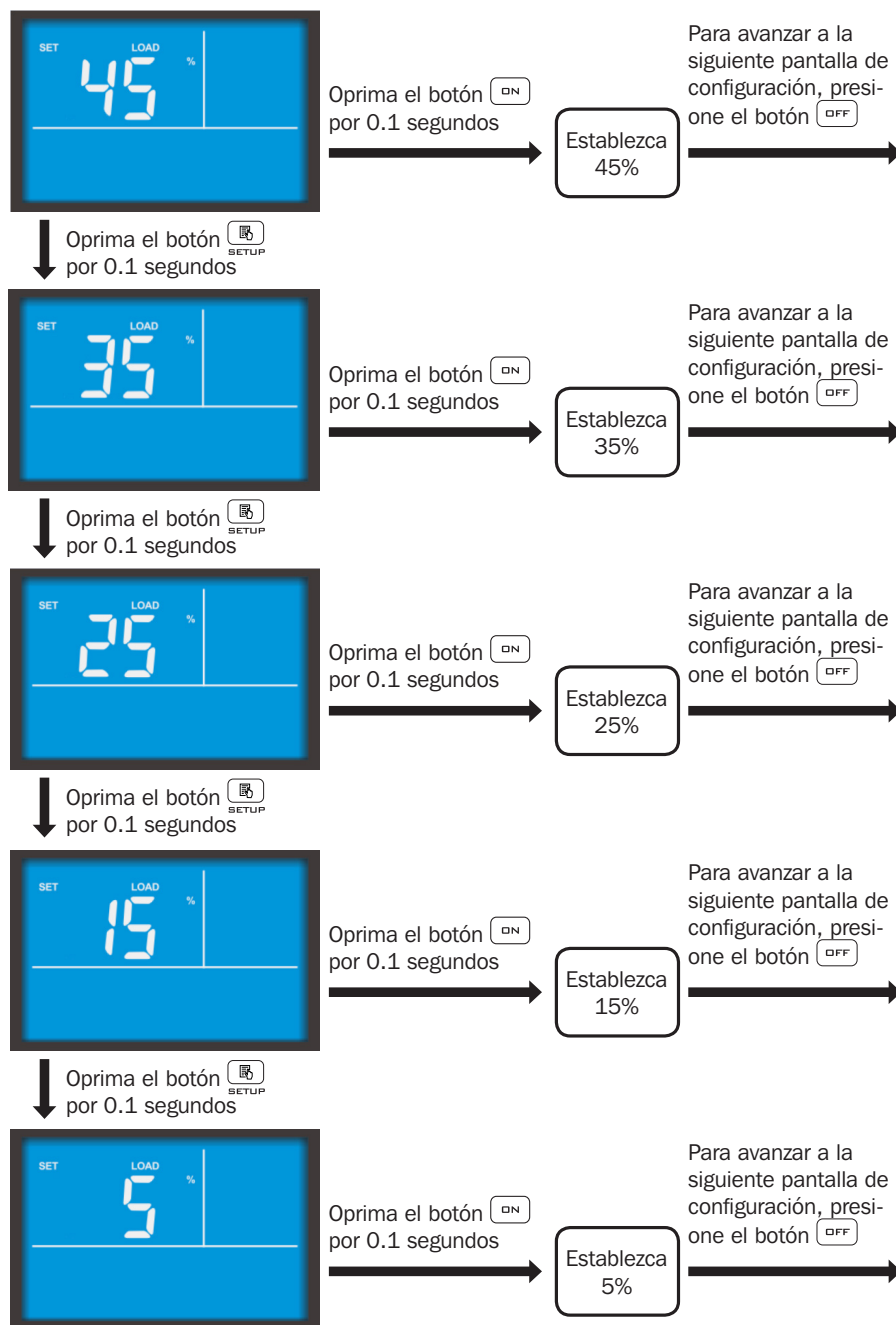 SET LOAD
45 %
Oprima el botón ON
por 0.1 segundos
Establezca
45%
Para avanzar a la
siguiente pantalla de
configuración, presi-
one el botón OFF
Oprima el botón
SETUP
por 0.1 segundos
SET LOAD
35 %
Oprima el botón ON
por 0.1 segundos
Establezca
35%
Para avanzar a la
siguiente pantalla de
configuración, presi-
one el botón OFF
Oprima el botón
SETUP
por 0.1 segundos
SET LOAD
25 %
Oprima el botón ON
por 0.1 segundos
Establezca
25%
Para avanzar a la
siguiente pantalla de
configuración, presi-
one el botón OFF
Oprima el botón
SETUP
por 0.1 segundos
SET LOAD
15 %
Oprima el botón ON
por 0.1 segundos
Establezca
15%
Para avanzar a la
siguiente pantalla de
configuración, presi-
one el botón OFF
Oprima el botón
SETUP
por 0.1 segundos
SET LOAD
5 %
Oprima el botón ON
por 0.1 segundos
Establezca
5%
Para avanzar a la
siguiente pantalla de
configuración, presi-
one el botón OFF